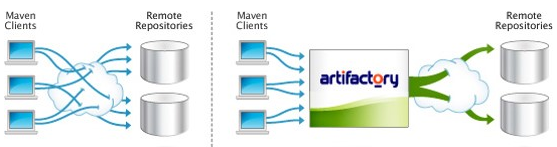 Maven
Clients
Remote
Repositories
Maven
Clients
artifactory
Remote
Repositories